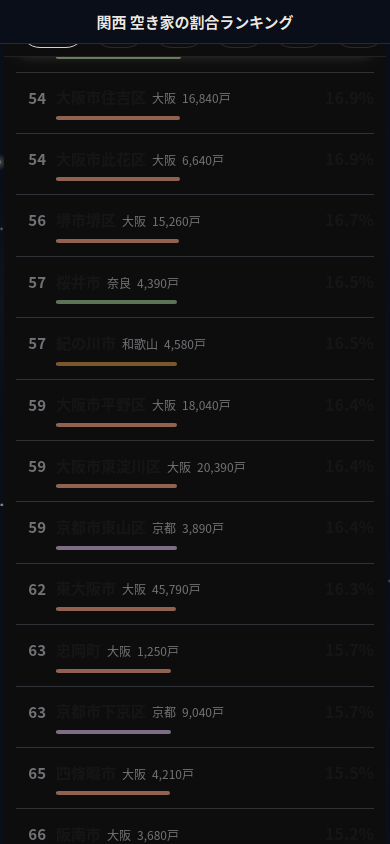 関西 空き家の割合ランキング
54 大阪市住吉区 大阪 16,840戸 16.9%
54 大阪市此花区 大阪 6,640戸 16.9%
56 堺市堺区 大阪 15,260戸 16.7%
57 桜井市 奈良 4,390戸 16.5%
57 紀の川市 和歌山 4,580戸 16.5%
59 大阪市平野区 大阪 18,040戸 16.4%
59 大阪市東淀川区 大阪 20,390戸 16.4%
59 京都市東山区 京都 3,890戸 16.4%
62 東大阪市 大阪 45,790戸 16.3%
63 忠岡町 大阪 1,250戸 15.7%
63 京都市下京区 京都 9,040戸 15.7%
65 四條畷市 大阪 4,210戸 15.5%
66 阪南市 大阪 3,680戸 15.2%